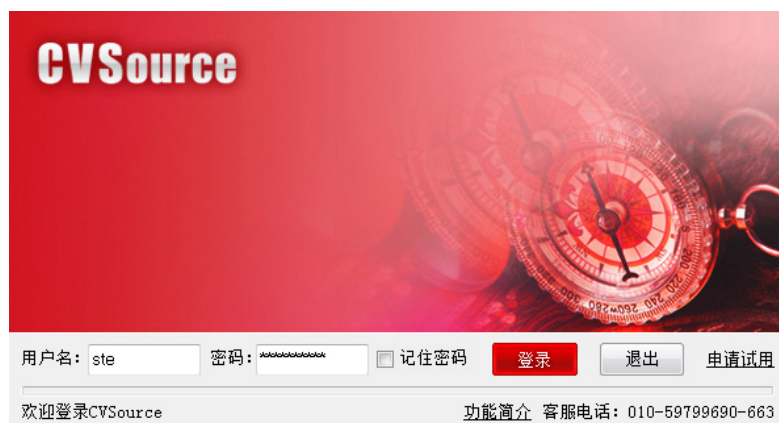 CVSource
用户名: ste 密码: *********** 记住密码 登录 退出 申请试用
欢迎登录CVSource 功能简介 客服电话: 010-59799690-663